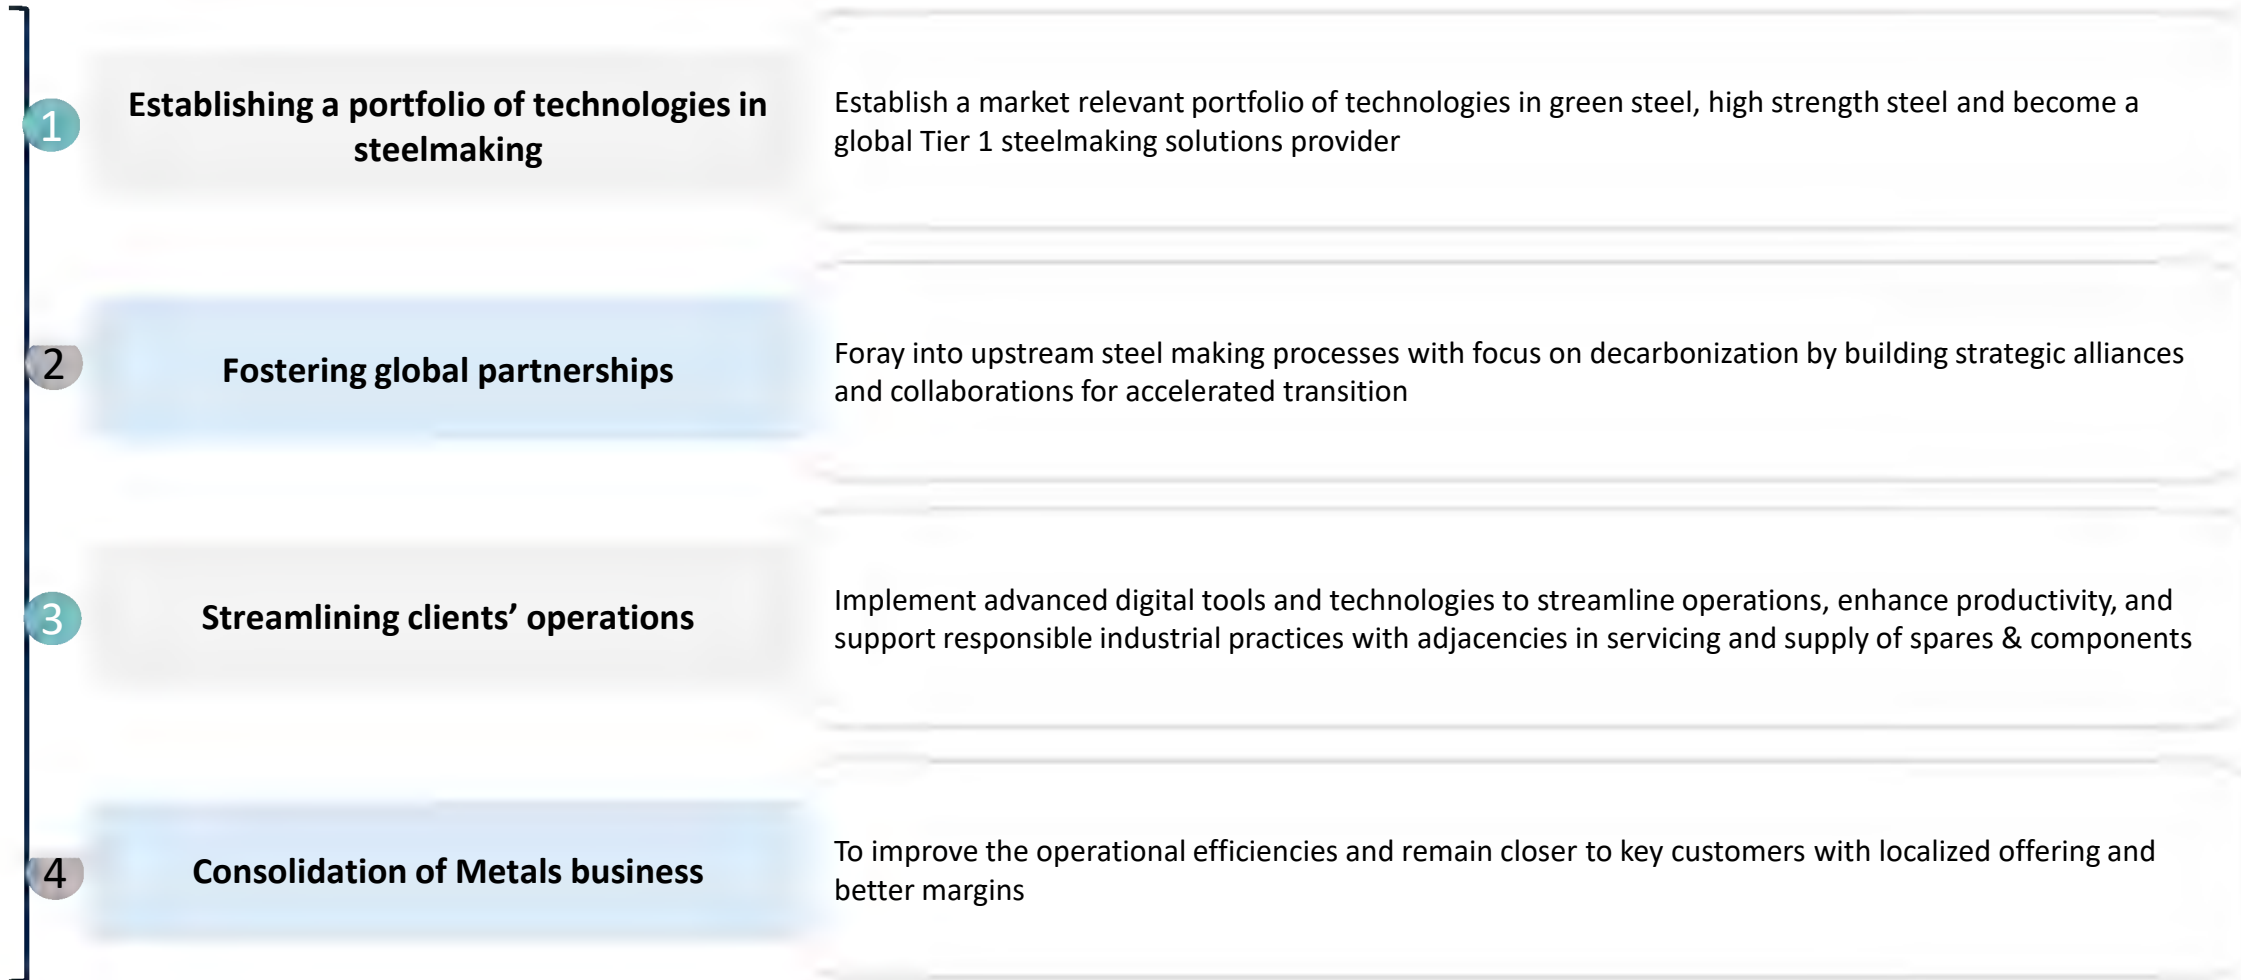 1
Establishing a portfolio of technologies in
steelmaking
Establish a market relevant portfolio of technologies in green steel, high strength steel and become a
global Tier 1 steelmaking solutions provider
2
Fostering global partnerships
Foray into upstream steel making processes with focus on decarbonization by building strategic alliances
and collaborations for accelerated transition
3
Streamlining clients’ operations
Implement advanced digital tools and technologies to streamline operations, enhance productivity, and
support responsible industrial practices with adjacencies in servicing and supply of spares & components
4
Consolidation of Metals business
To improve the operational efficiencies and remain closer to key customers with localized offering and
better margins